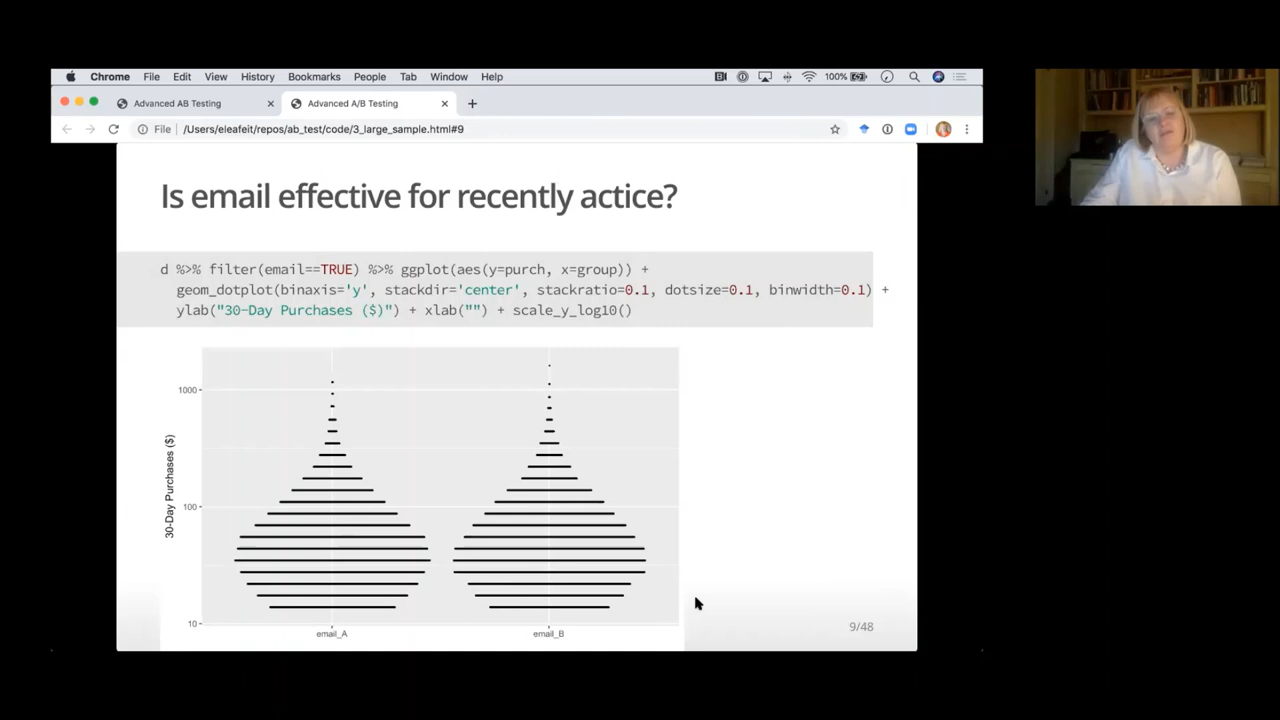 Chrome File Edit View History Bookmarks People Tab Window Help 100%
Advanced AB Testing Advanced A/B Testing
File /Users/eleafeit/repos/ab_test/code/3_large_sample.html#9
Is email effective for recently actice?
d %>% filter(email==TRUE) %>% ggplot(aes(y=purch, x=group)) +
geom_dotplot(binaxis='y', stackdir='center', stackratio=0.1, dotsize=0.1, binwidth=0.1) +
ylab("30-Day Purchases ($)") + xlab("") + scale_y_log10()
1000
30-Day Purchases ($)
100
10
email_A email_B
9/48